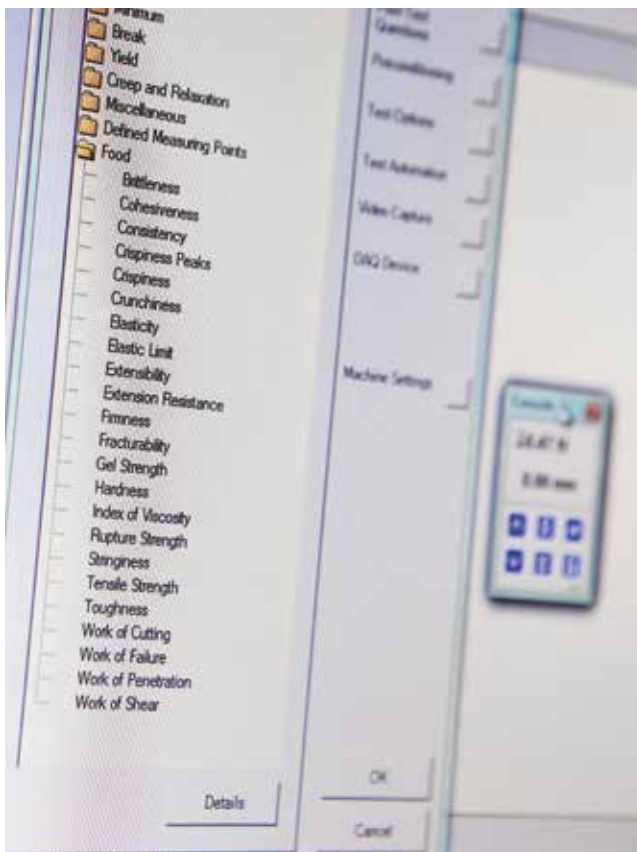 Minimum
Break
Yield
Creep and Relaxation
Miscellaneous
Defined Measuring Points
Food
Brittleness
Cohesiveness
Consistency
Crispiness Peaks
Crispiness
Crunchiness
Elasticity
Elastic Limit
Extensibility
Extension Resistance
Firmness
Fracturability
Gel Strength
Hardness
Index of Viscosity
Rupture Strength
Stringiness
Tensile Strength
Toughness
Work of Cutting
Work of Failure
Work of Penetration
Work of Shear
Details
Questions
Preconditioning
Test Options
Test Automation
Video Capture
DAQ Device
Machine Settings
OK
Cancel
Console